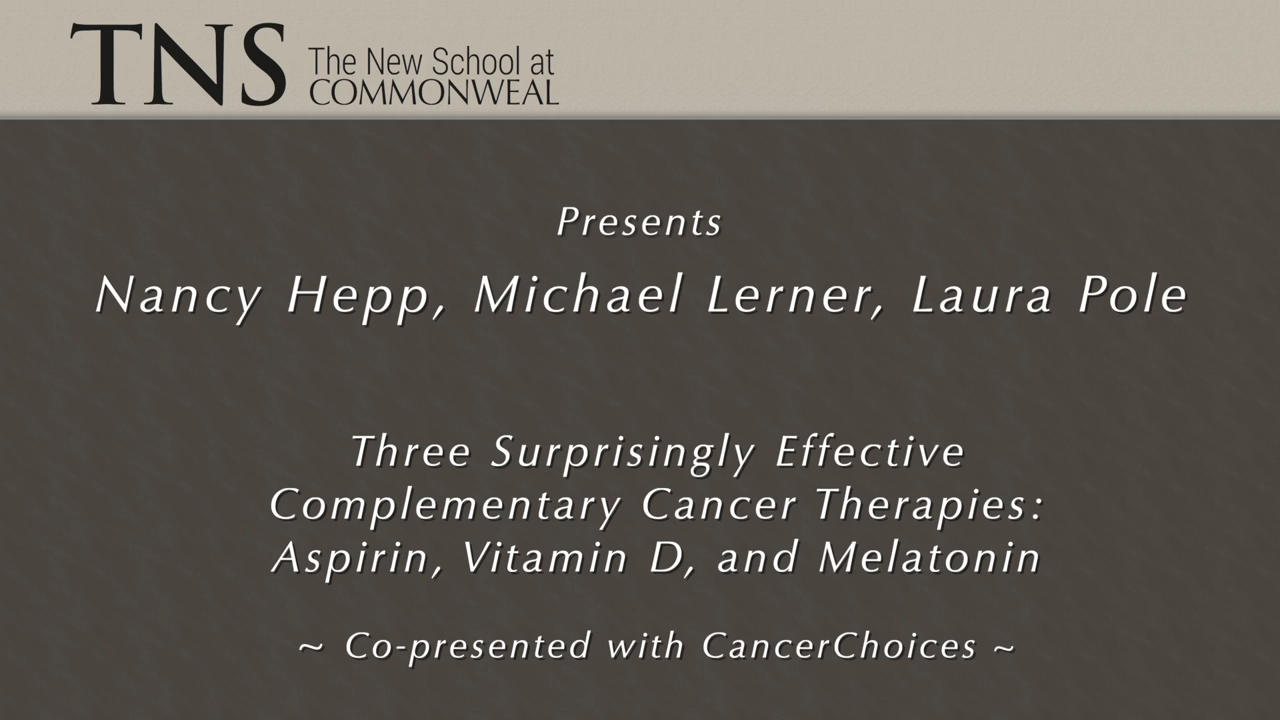 TNS The New School at
COMMONWEAL
Presents
Nancy Hepp, Michael Lerner, Laura Pole
Three Surprisingly Effective
Complementary Cancer Therapies:
Aspirin, Vitamin D, and Melatonin
~ Co-presented with CancerChoices ~